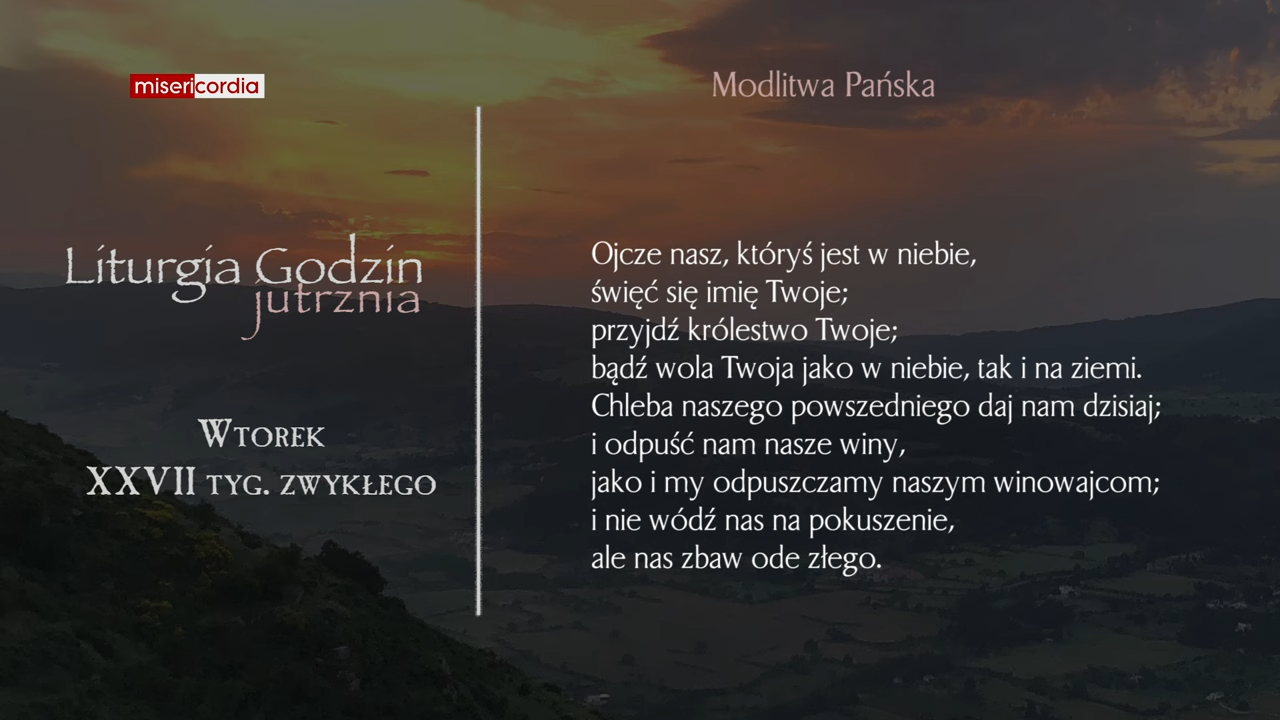 misericordia
Liturgia Godzin
jutrznia
Wtorek
XXVII tyg. zwykłego
Modlitwa Pańska
Ojcze nasz, któryś jest w niebie,
święć się imię Twoje;
przyjdź królestwo Twoje;
bądź wola Twoja jako w niebie, tak i na ziemi.
Chleba naszego powszedniego daj nam dzisiaj;
i odpuść nam nasze winy,
jako i my odpuszczamy naszym winowajcom;
i nie wódź nas na pokuszenie,
ale nas zbaw ode złego.